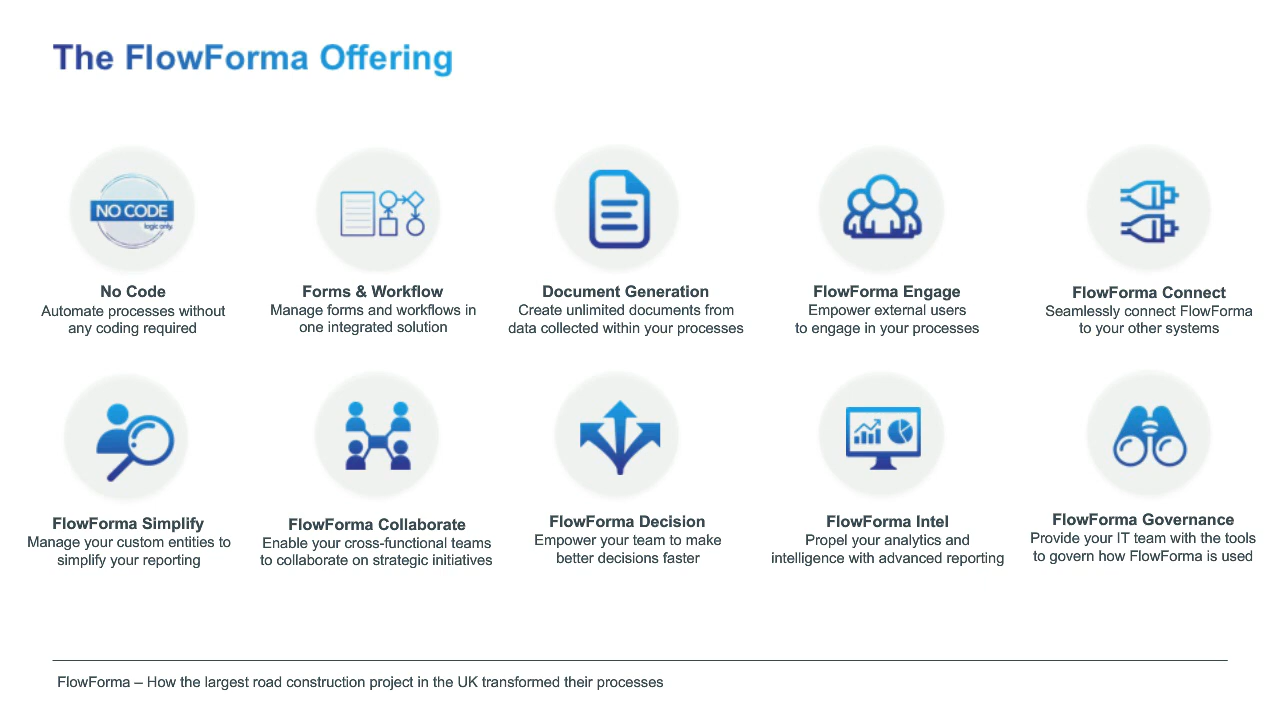 The FlowForma Offering
NO CODE
logic only.
No Code
Automate processes without
any coding required
Forms & Workflow
Manage forms and workflows in
one integrated solution
Document Generation
Create unlimited documents from
data collected within your processes
FlowForma Engage
Empower external users
to engage in your processes
FlowForma Connect
Seamlessly connect FlowForma
to your other systems
FlowForma Simplify
Manage your custom entities to
simplify your reporting
FlowForma Collaborate
Enable your cross-functional teams
to collaborate on strategic initiatives
FlowForma Decision
Empower your team to make
better decisions faster
FlowForma Intel
Propel your analytics and
intelligence with advanced reporting
FlowForma Governance
Provide your IT team with the tools
to govern how FlowForma is used
FlowForma – How the largest road construction project in the UK transformed their processes